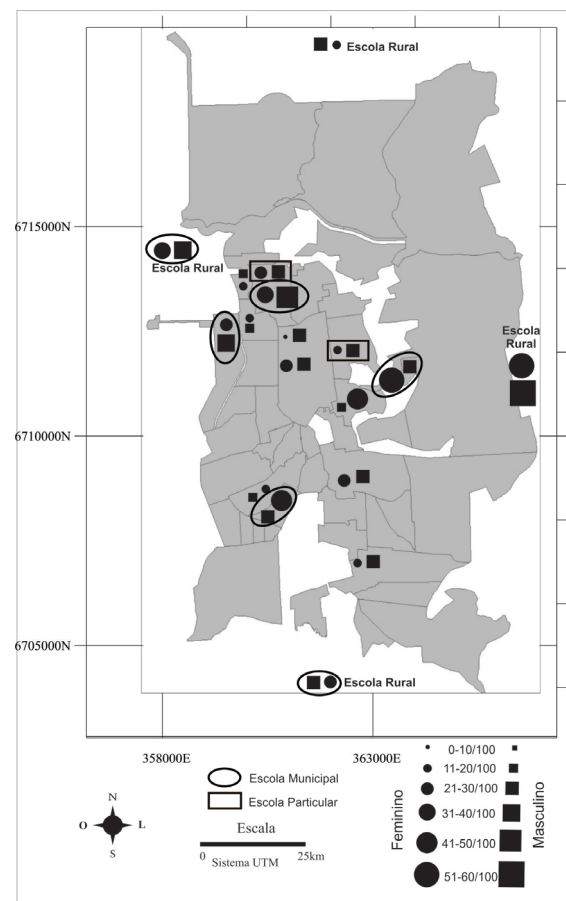 Escola Rural
6715000N
Escola Rural
Escola
Rural
6710000N
6705000N
Escola Rural
358000E
363000E
Escola Municipal
Escola Particular
N
O
L
S
Escala
0
25km
Sistema UTM
Feminino
Masculino
0-10/100
11-20/100
21-30/100
31-40/100
41-50/100
51-60/100